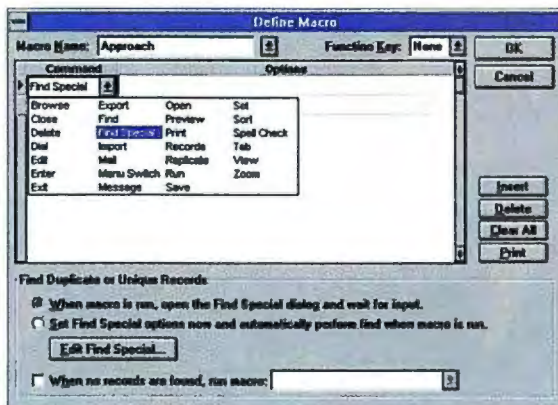 Define Macro
Macro Name: Approach Function Key: None OK
Command Options Cancel
Find Special
Browse Export Open Set
Close Find Preview Sort
Delete Find Special Print Spell Check
Dial Import Records Tab
Edit Mail Replicate View
Enter Menu Switch Run Zoom
Exit Message Save
Insert
Delete
Clear All
Print
Find Duplicate or Unique Records
When macro is run, open the Find Special dialog and wait for input.
Set Find Special options now and automatically perform find when macro is run.
Edit Find Special...
When no records are found, run macro: